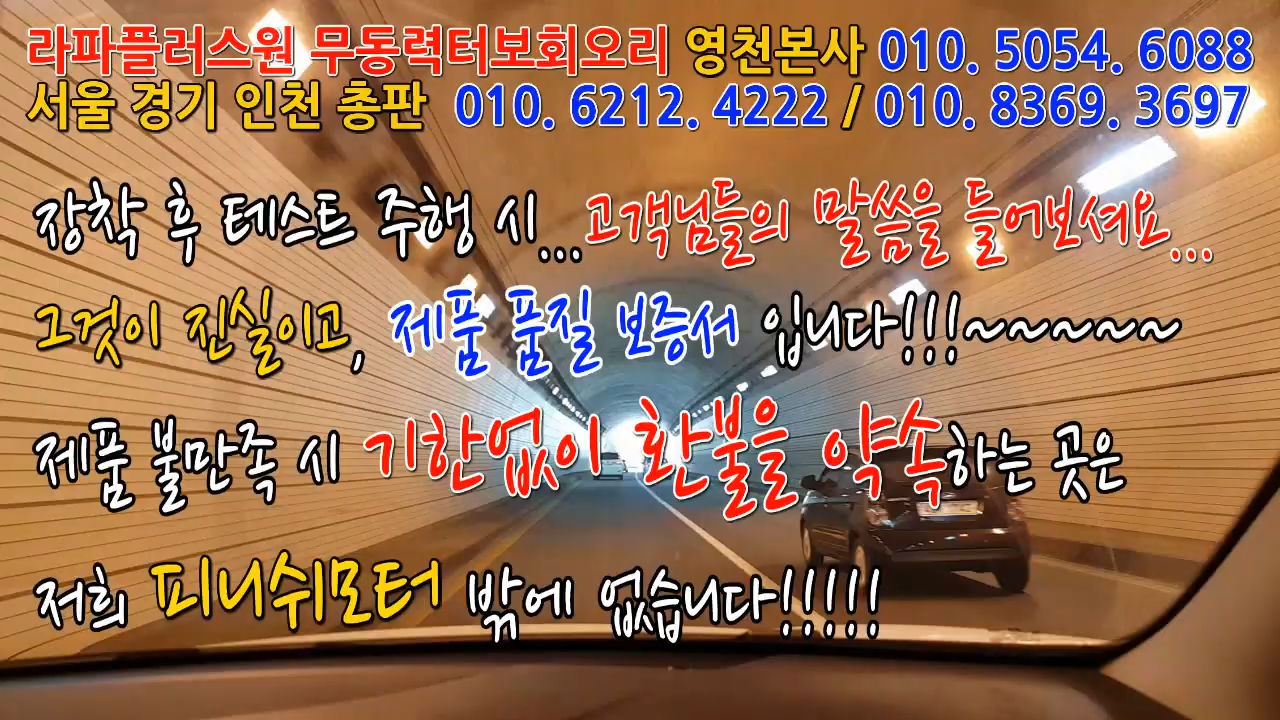 라파플러스원 무동력터보회오리 영천본사 010. 5054. 6088
서울 경기 인천 총판 010. 6212. 4222 / 010. 8369. 3697
장착 후 테스트 주행 시...고객님들의 말씀을 들어보셔요...
그것이 진실이고, 제품 품질 보증서 입니다!!!~~~~~
제품 불만족 시 기한없이 환불을 약속하는 곳은
저희 피니쉬모터 밖에 없습니다!!!!!